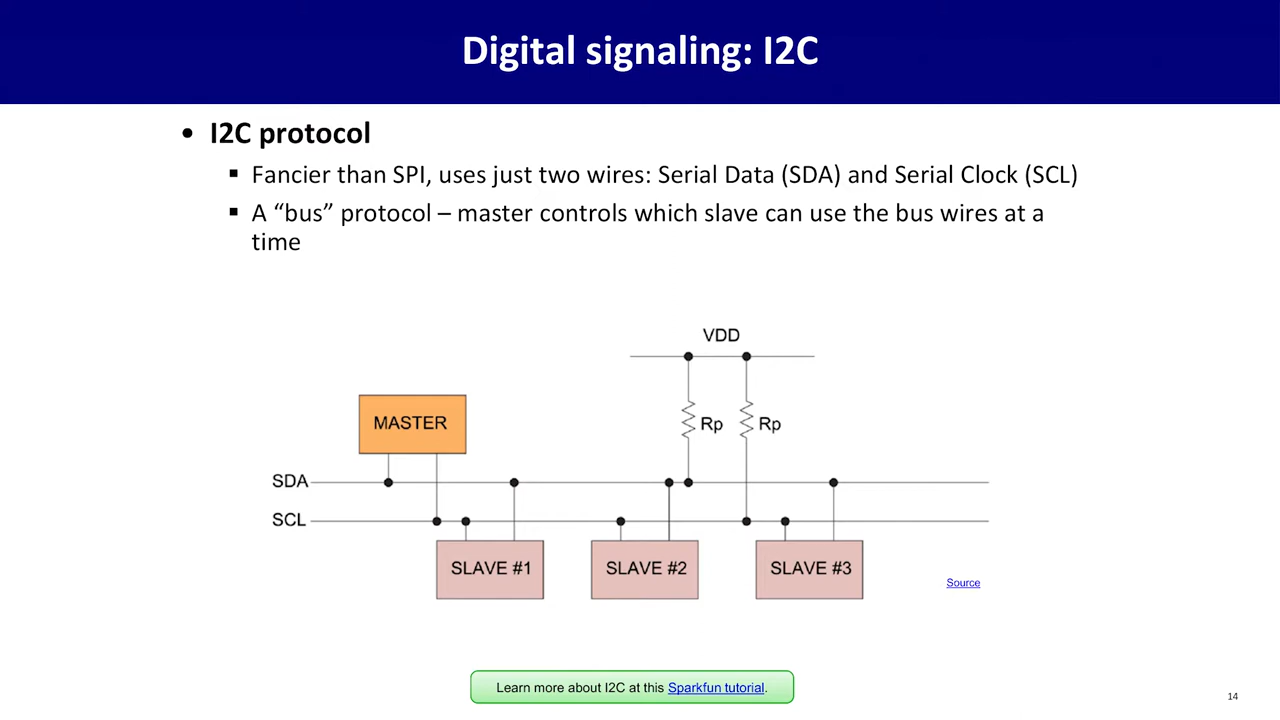 Digital signaling: I2C
• I2C protocol
▪ Fancier than SPI, uses just two wires: Serial Data (SDA) and Serial Clock (SCL)
▪ A “bus” protocol – master controls which slave can use the bus wires at a
time
VDD
MASTER
Rp
Rp
SDA
SCL
SLAVE #1
SLAVE #2
SLAVE #3
Source
Learn more about I2C at this Sparkfun tutorial.
14